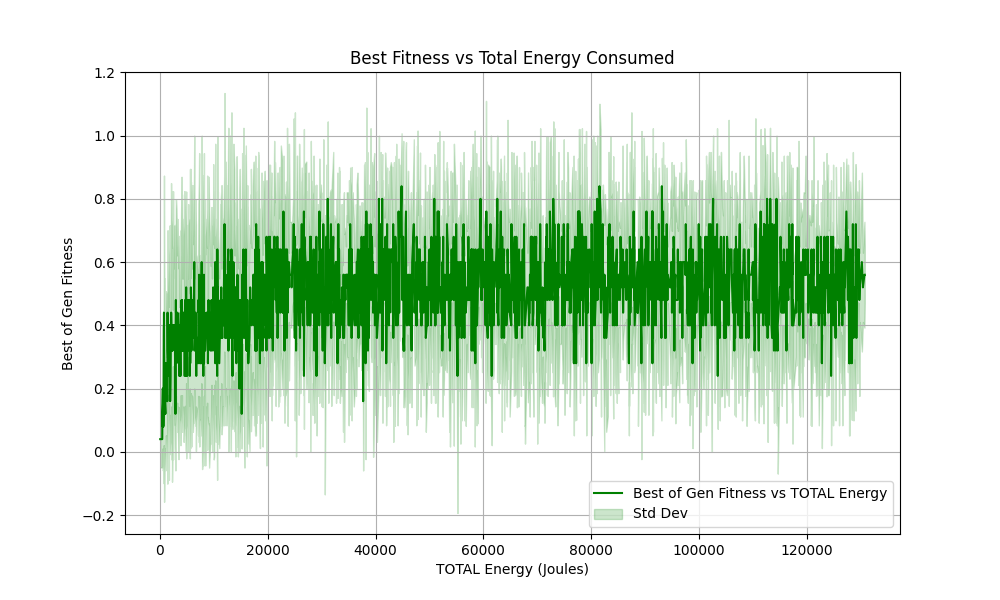 Best Fitness vs Total Energy Consumed
1.2
1.0
0.8
0.6
0.4
0.2
0.0
−0.2
Best of Gen Fitness
Best of Gen Fitness vs TOTAL Energy
Std Dev
0 20000 40000 60000 80000 100000 120000
TOTAL Energy (Joules)